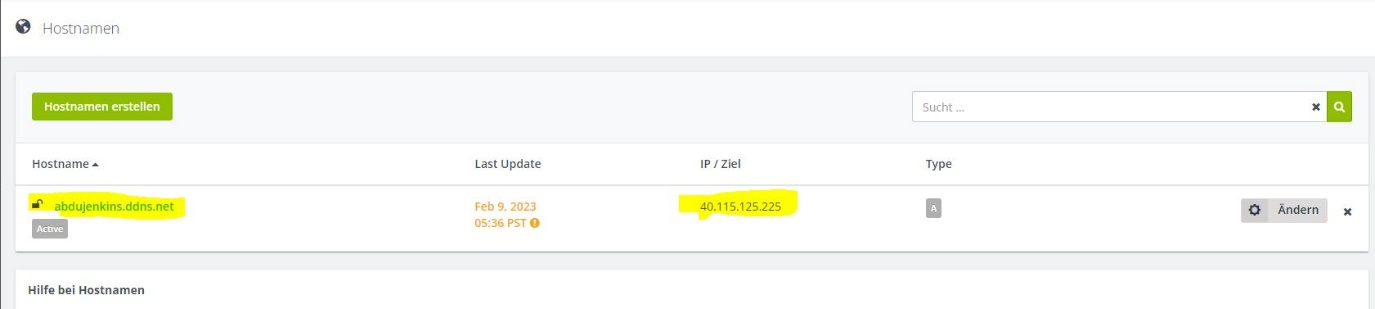 Hostnamen
Hostnamen erstellen
Sucht ...
Hostname Last Update IP / Ziel Type
abdujenkins.ddns.net Feb 9, 2023 40.115.125.225 A Ändern
Active 05:36 PST
Hilfe bei Hostnamen